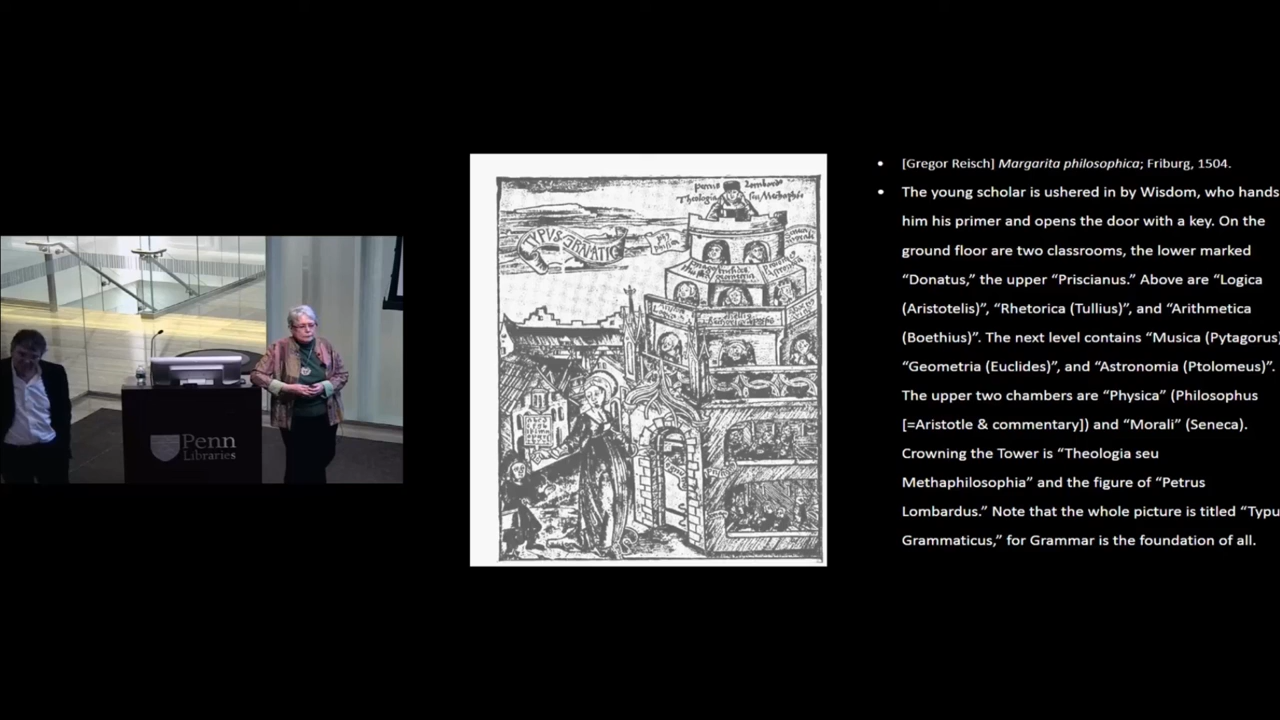 Penn
Libraries
Theologia
TYPUS
[Gregor Reisch] Margarita philosophica; Friburg, 1504.
The young scholar is ushered in by Wisdom, who hands
him his primer and opens the door with a key. On the
ground floor are two classrooms, the lower marked
“Donatus,” the upper “Priscianus.” Above are “Logica
(Aristotelis)”, “Rhetorica (Tullius)”, and “Arithmetica
(Boethius)”. The next level contains “Musica (Pytagorus)
“Geometria (Euclides)”, and “Astronomia (Ptolomeus)”.
The upper two chambers are “Physica” (Philosophus
[=Aristotle & commentary]) and “Morali” (Seneca).
Crowning the Tower is “Theologia seu
Methaphilosophia” and the figure of “Petrus
Lombardus.” Note that the whole picture is titled “Typu
Grammaticus,” for Grammar is the foundation of all.